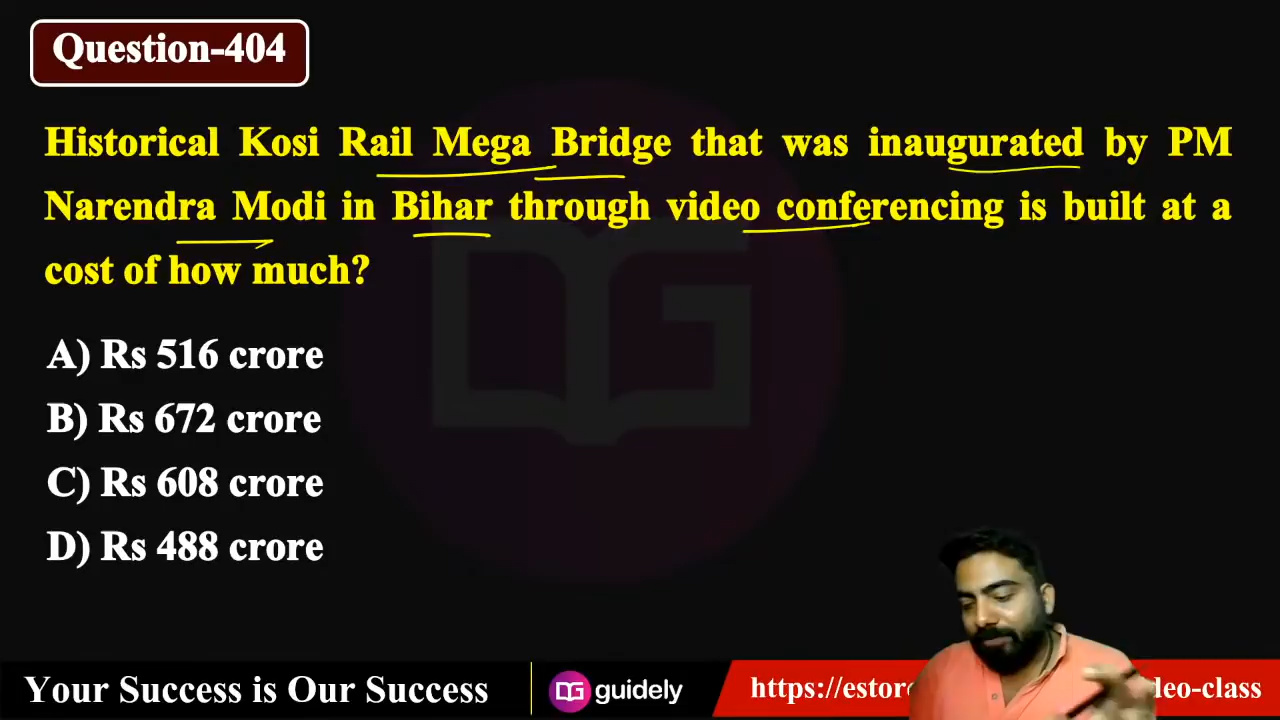 Question-404
Historical Kosi Rail Mega Bridge that was inaugurated by PM
Narendra Modi in Bihar through video conferencing is built at a
cost of how much?
A) Rs 516 crore
B) Rs 672 crore
C) Rs 608 crore
D) Rs 488 crore
Your Success is Our Success
guidely
https://estor
deo-class